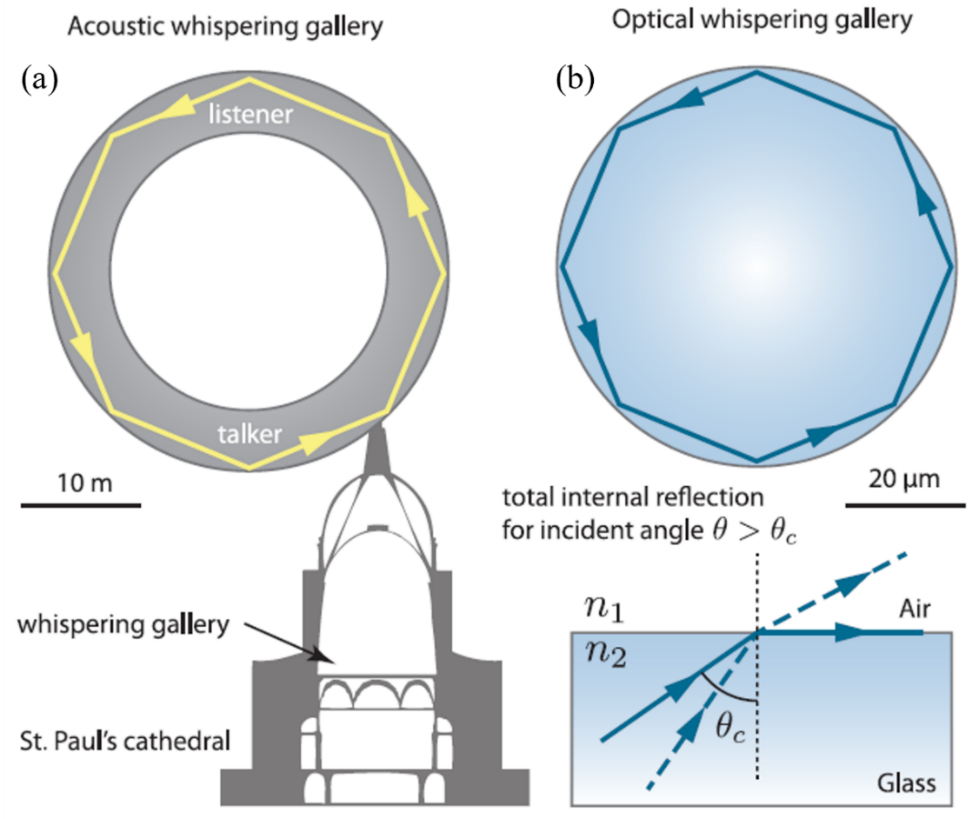 Acoustic whispering gallery
(a)
listener
talker
10 m
whispering gallery
St. Paul's cathedral
Optical whispering gallery
(b)
20 µm
total internal reflection
for incident angle θ > θc
n1
n2
Air
θc
Glass